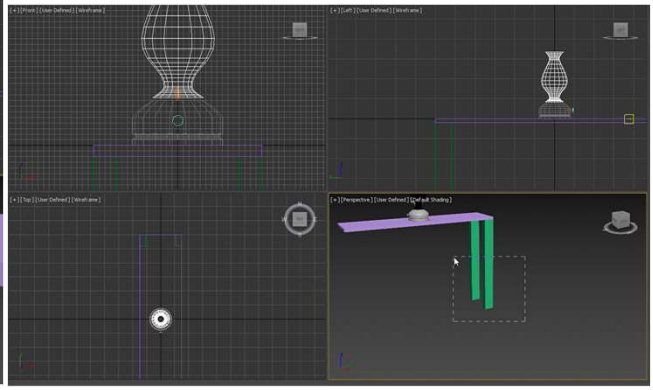 [+] [Front] [User Defined] [Wireframe]
[+] [Left] [User Defined] [Wireframe]
[+] [Top] [User Defined] [Wireframe]
[+] [Perspective] [User Defined] [Default Shading]